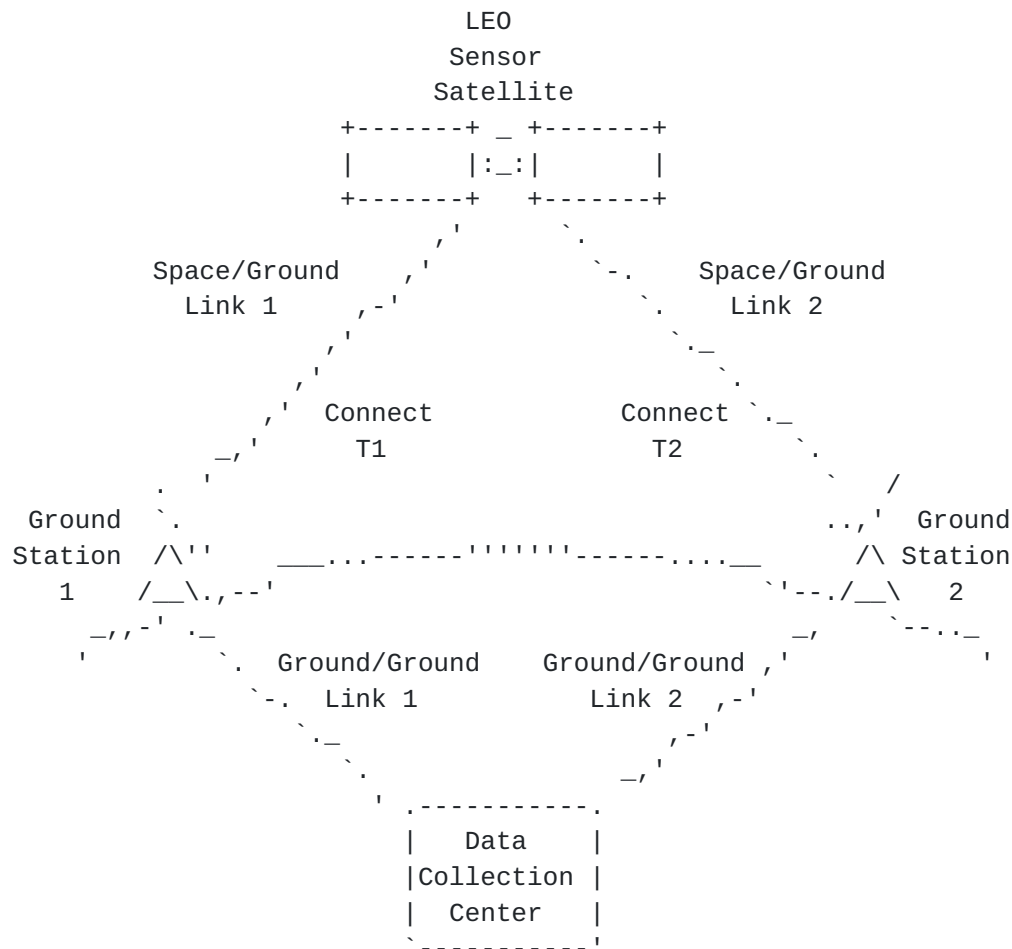 LEO
Sensor
Satellite
Space/Ground Space/Ground
Link 1 Link 2
Connect Connect
T1 T2
Ground Ground
Station Station
1 2
Ground/Ground Ground/Ground
Link 1 Link 2
Data
Collection
Center